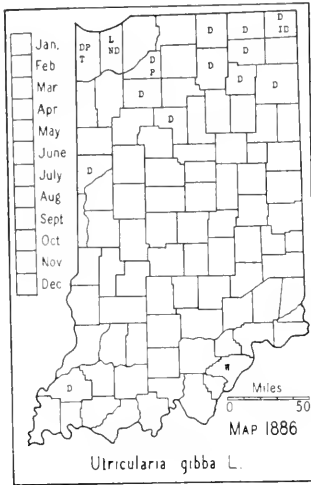 Jan.
Feb
Mar
Apr
May
June
July
Aug
Sept
Oct
Nov
Dec
DP
T
L
ND
D
P
D
D
D
ID
D
D
D
D
D
D
D
W
Miles
0 50
MAP 1886
Utricularia gibba L.